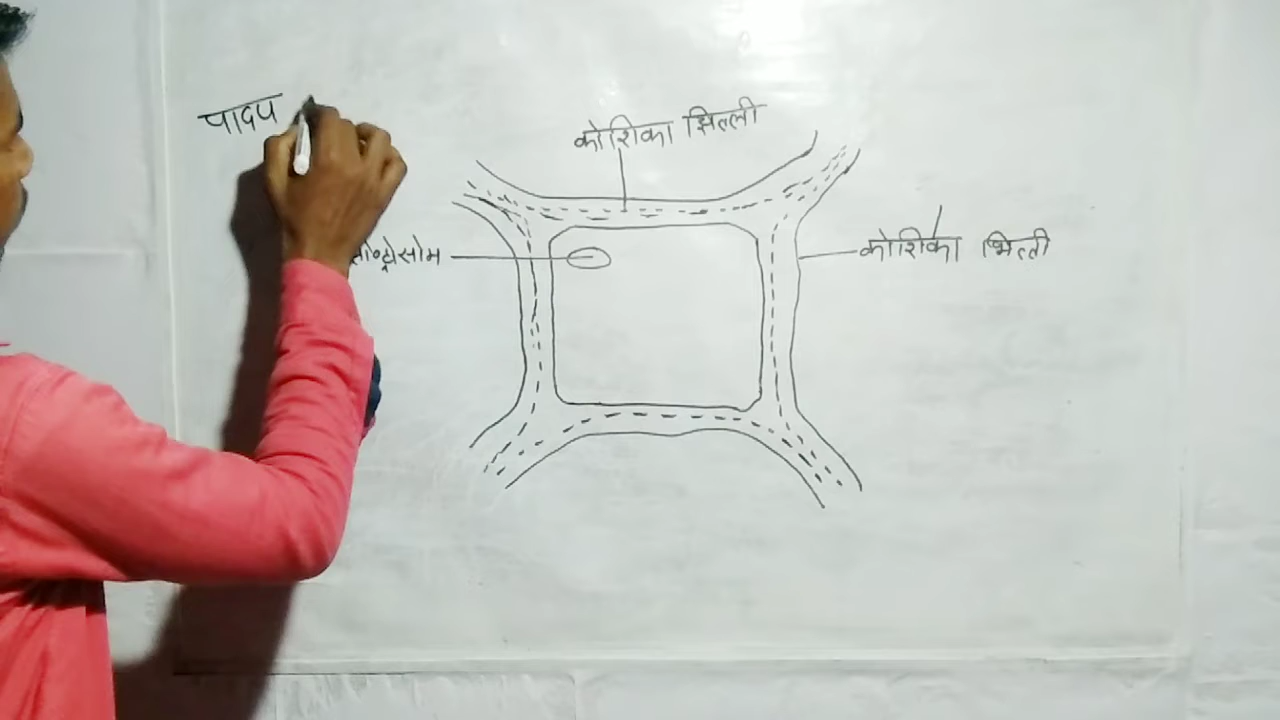 पादप
कोशिका झिल्ली
कोशिका भित्ती